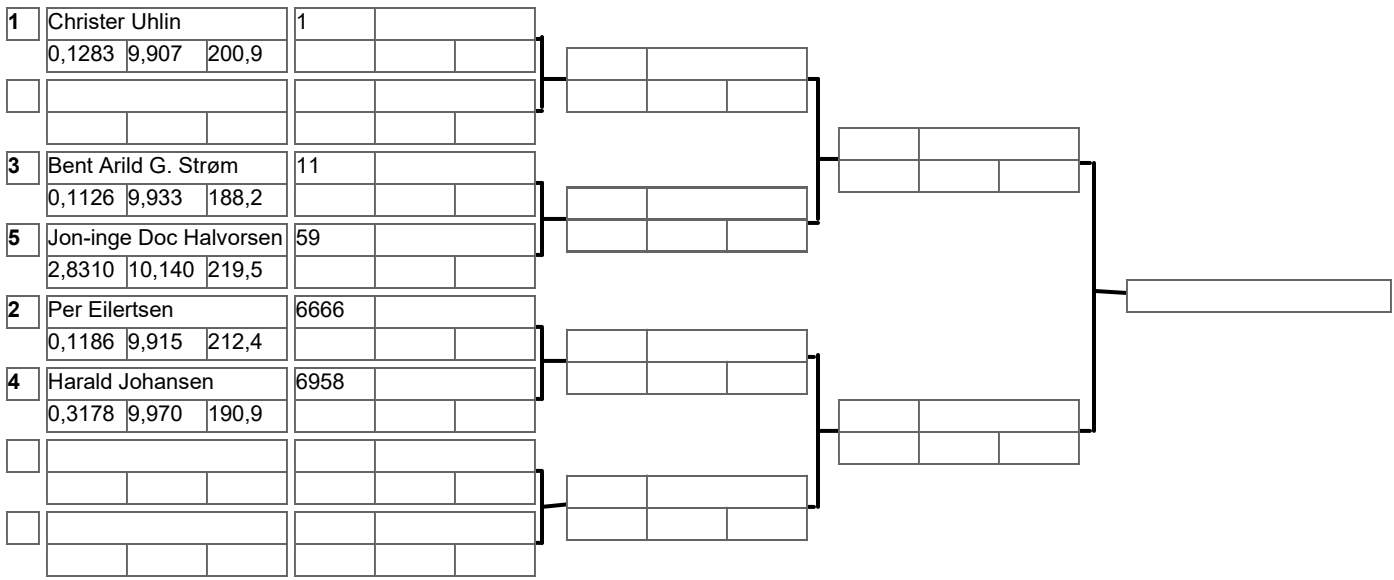 1 Christer Uhlin 1
0,1283 9,907 200,9
3 Bent Arild G. Strøm 11
0,1126 9,933 188,2
5 Jon-inge Doc Halvorsen 59
2,8310 10,140 219,5
2 Per Eilertsen 6666
0,1186 9,915 212,4
4 Harald Johansen 6958
0,3178 9,970 190,9